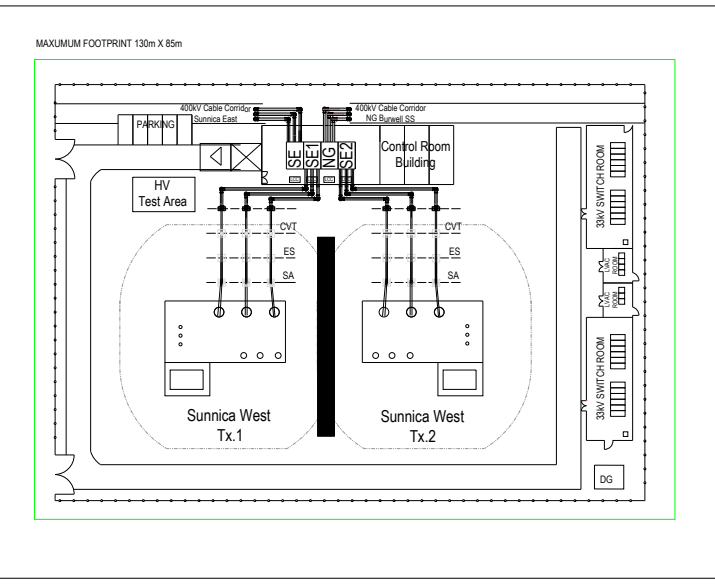 MAXUMUM FOOTPRINT 130m X 85m
400kV Cable Corridor
Sunnica East
400kV Cable Corridor
NG Burwell SS
PARKING
SE
SE1
NG
SE2
Control Room
Building
HV
Test Area
CVT
ES
SA
CVT
ES
SA
33kV SWITCH ROOM
LVAC
ROOM
LVAC
ROOM
33kV SWITCH ROOM
Sunnica West
Tx.1
Sunnica West
Tx.2
DG